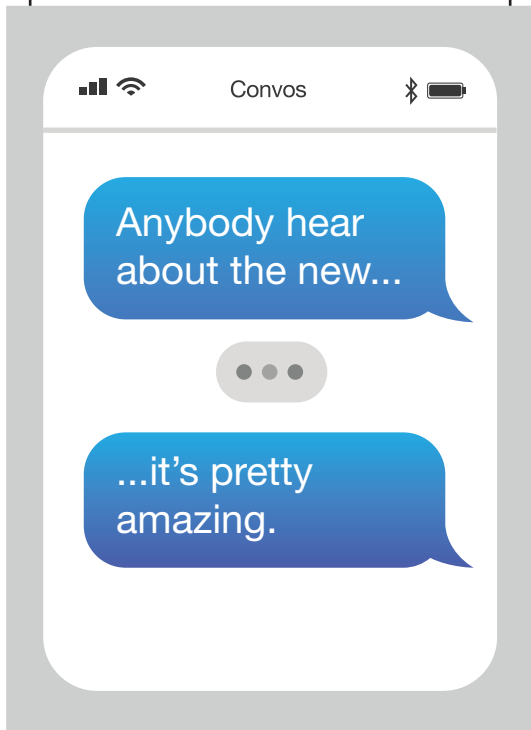 Convos
Anybody hear
about the new...
...it’s pretty
amazing.